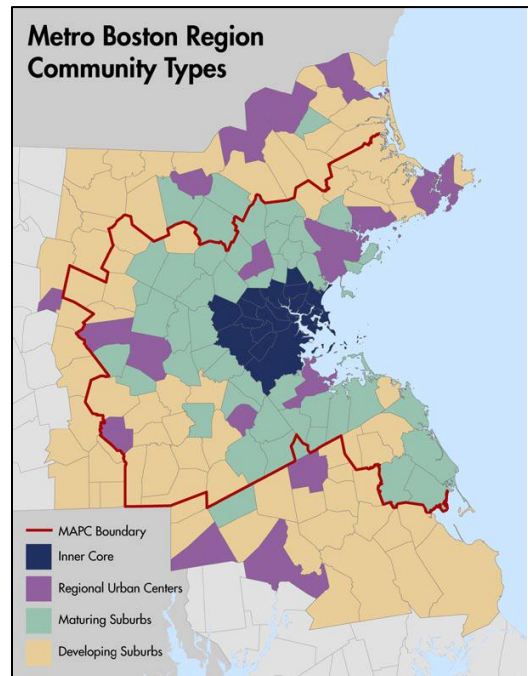 Metro Boston Region
Community Types
MAPC Boundary
Inner Core
Regional Urban Centers
Maturing Suburbs
Developing Suburbs